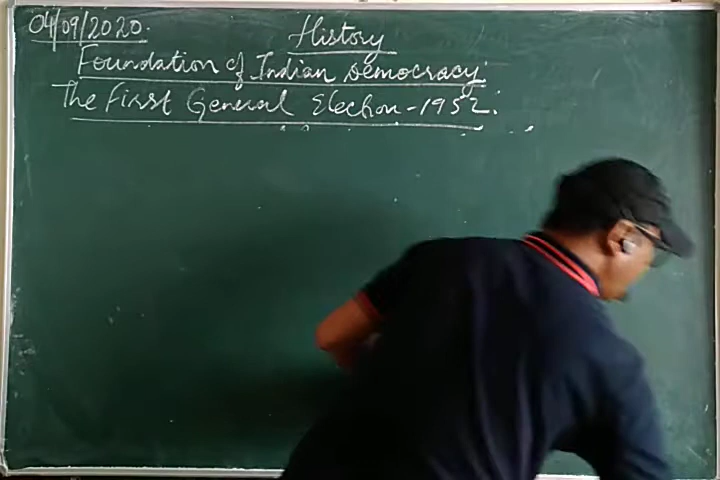 04/09/2020.
History
Foundation of Indian Democracy.
The First General Election-1952.